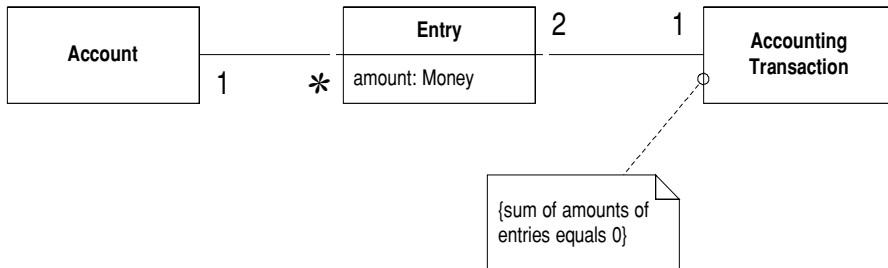 Account
1
*
Entry
amount: Money
2
1
Accounting
Transaction
{sum of amounts of
entries equals 0}